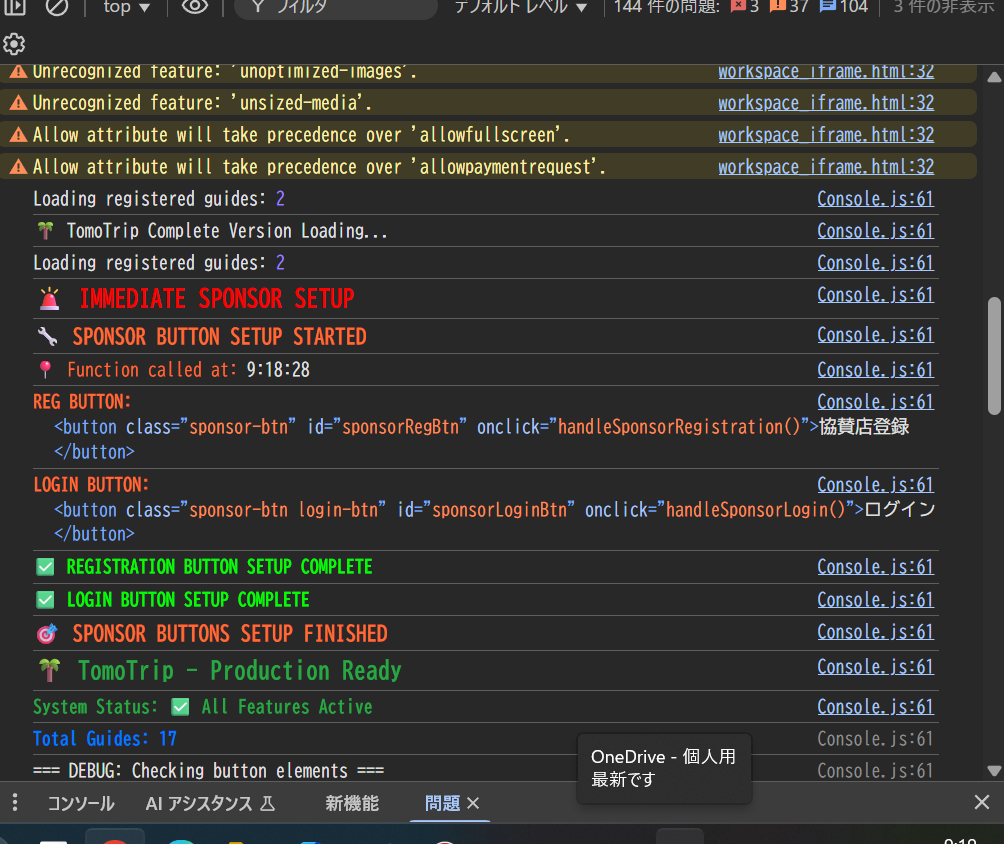 top ▼
フィルタ
デフォルト レベル ▼
144 件の問題:
3
37
104
3 件の非表示
Unrecognized feature: 'unoptimized-images'. workspace_iframe.html:32
Unrecognized feature: 'unsized-media'. workspace_iframe.html:32
Allow attribute will take precedence over 'allowfullscreen'. workspace_iframe.html:32
Allow attribute will take precedence over 'allowpaymentrequest'. workspace_iframe.html:32
Loading registered guides: 2 Console.js:61
🌴 TomoTrip Complete Version Loading... Console.js:61
Loading registered guides: 2 Console.js:61
🚨 IMMEDIATE SPONSOR SETUP Console.js:61
🔧 SPONSOR BUTTON SETUP STARTED Console.js:61
📍 Function called at: 9:18:28 Console.js:61
REG BUTTON: Console.js:61
<button class="sponsor-btn" id="sponsorRegBtn" onclick="handleSponsorRegistration()">協賛店登録
</button>
LOGIN BUTTON: Console.js:61
<button class="sponsor-btn login-btn" id="sponsorLoginBtn" onclick="handleSponsorLogin()">ログイン
</button>
✅ REGISTRATION BUTTON SETUP COMPLETE Console.js:61
✅ LOGIN BUTTON SETUP COMPLETE Console.js:61
🎯 SPONSOR BUTTONS SETUP FINISHED Console.js:61
🌴 TomoTrip - Production Ready Console.js:61
System Status: ✅ All Features Active Console.js:61
Total Guides: 17 Console.js:61
=== DEBUG: Checking button elements === Console.js:61
OneDrive - 個人用
最新です
コンソール
AI アシスタンス
新機能
問題